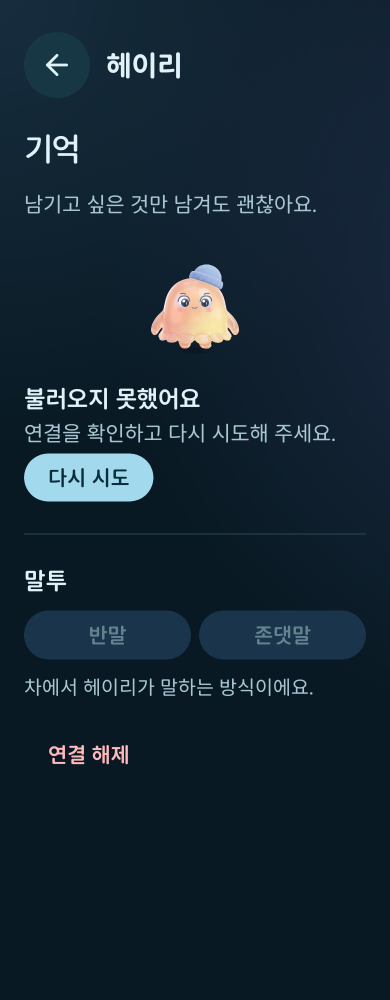 헤이리
기억
남기고 싶은 것만 남겨도 괜찮아요.
불러오지 못했어요
연결을 확인하고 다시 시도해 주세요.
다시 시도
말투
반말
존댓말
차에서 헤이리가 말하는 방식이에요.
연결 해제